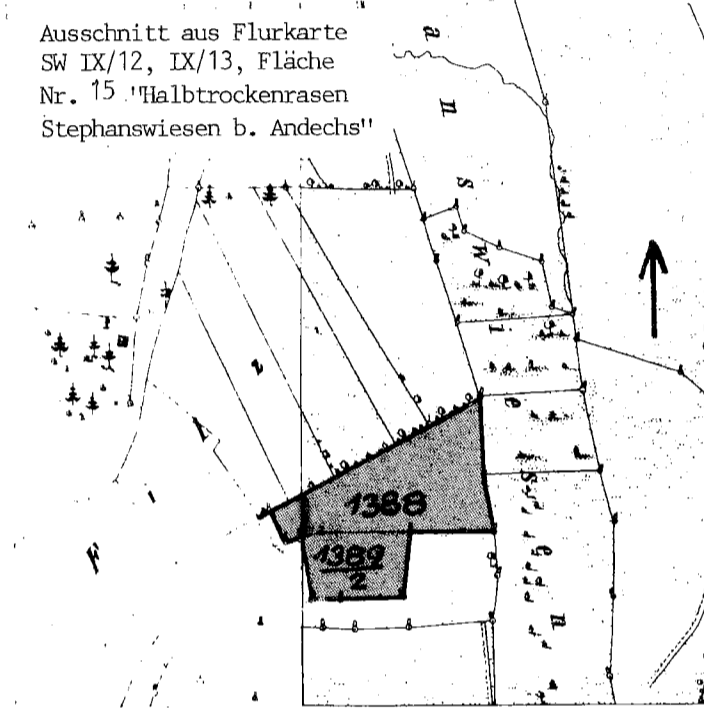 Ausschnitt aus Flurkarte
SW IX/12, IX/13, Fläche
Nr. 15 "Halbtrockenrasen
Stephanswiesen b. Andechs"
1388
1389
2